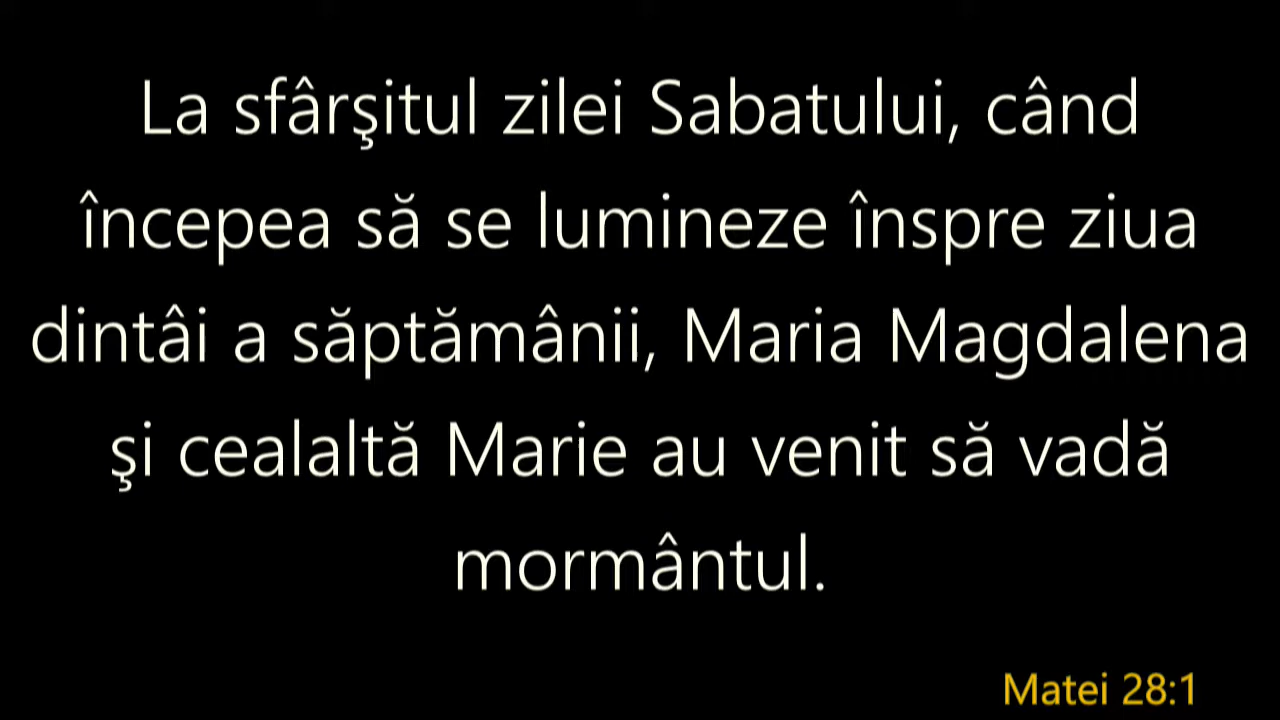 La sfârşitul zilei Sabatului, când
începea să se lumineze înspre ziua
dintâi a săptămânii, Maria Magdalena
şi cealaltă Marie au venit să vadă
mormântul.
Matei 28:1